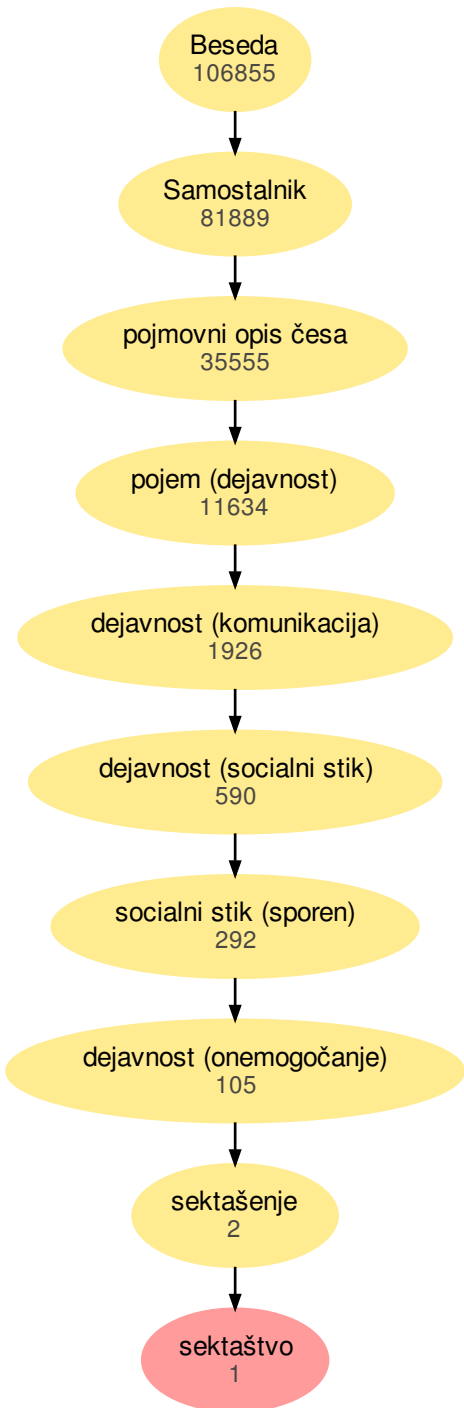 Beseda
106855
Samostalnik
81889
pojmovni opis česa
35555
pojem (dejavnost)
11634
dejavnost (komunikacija)
1926
dejavnost (socialni stik)
590
socialni stik (sporen)
292
dejavnost (onemogočanje)
105
sektašenje
2
sektaštvo
1